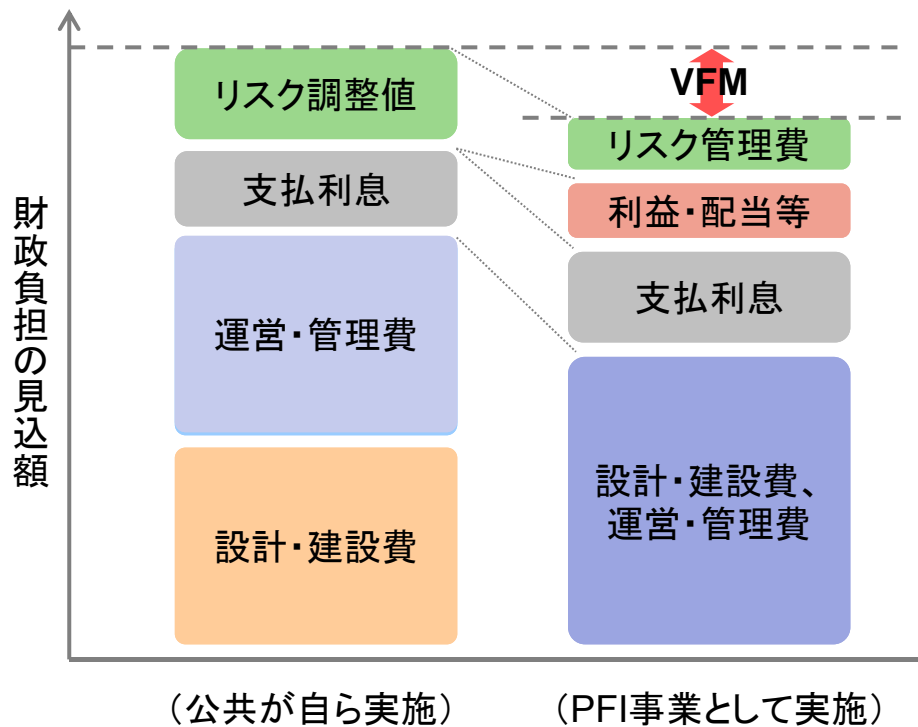 財政負担の見込額
リスク調整値
支払利息
運営・管理費
設計・建設費
VFM
リスク管理費
利益・配当等
支払利息
設計・建設費、
運営・管理費
（公共が自ら実施）
（PFI事業として実施）